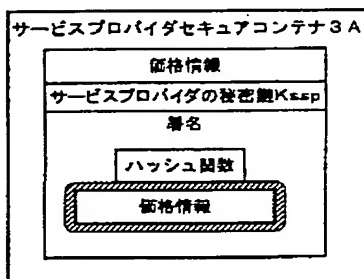 サービスプロバイダセキュアコンテナ3A
価格情報
サービスプロバイダの秘密鍵Kssp
署名
ハッシュ関数
価格情報